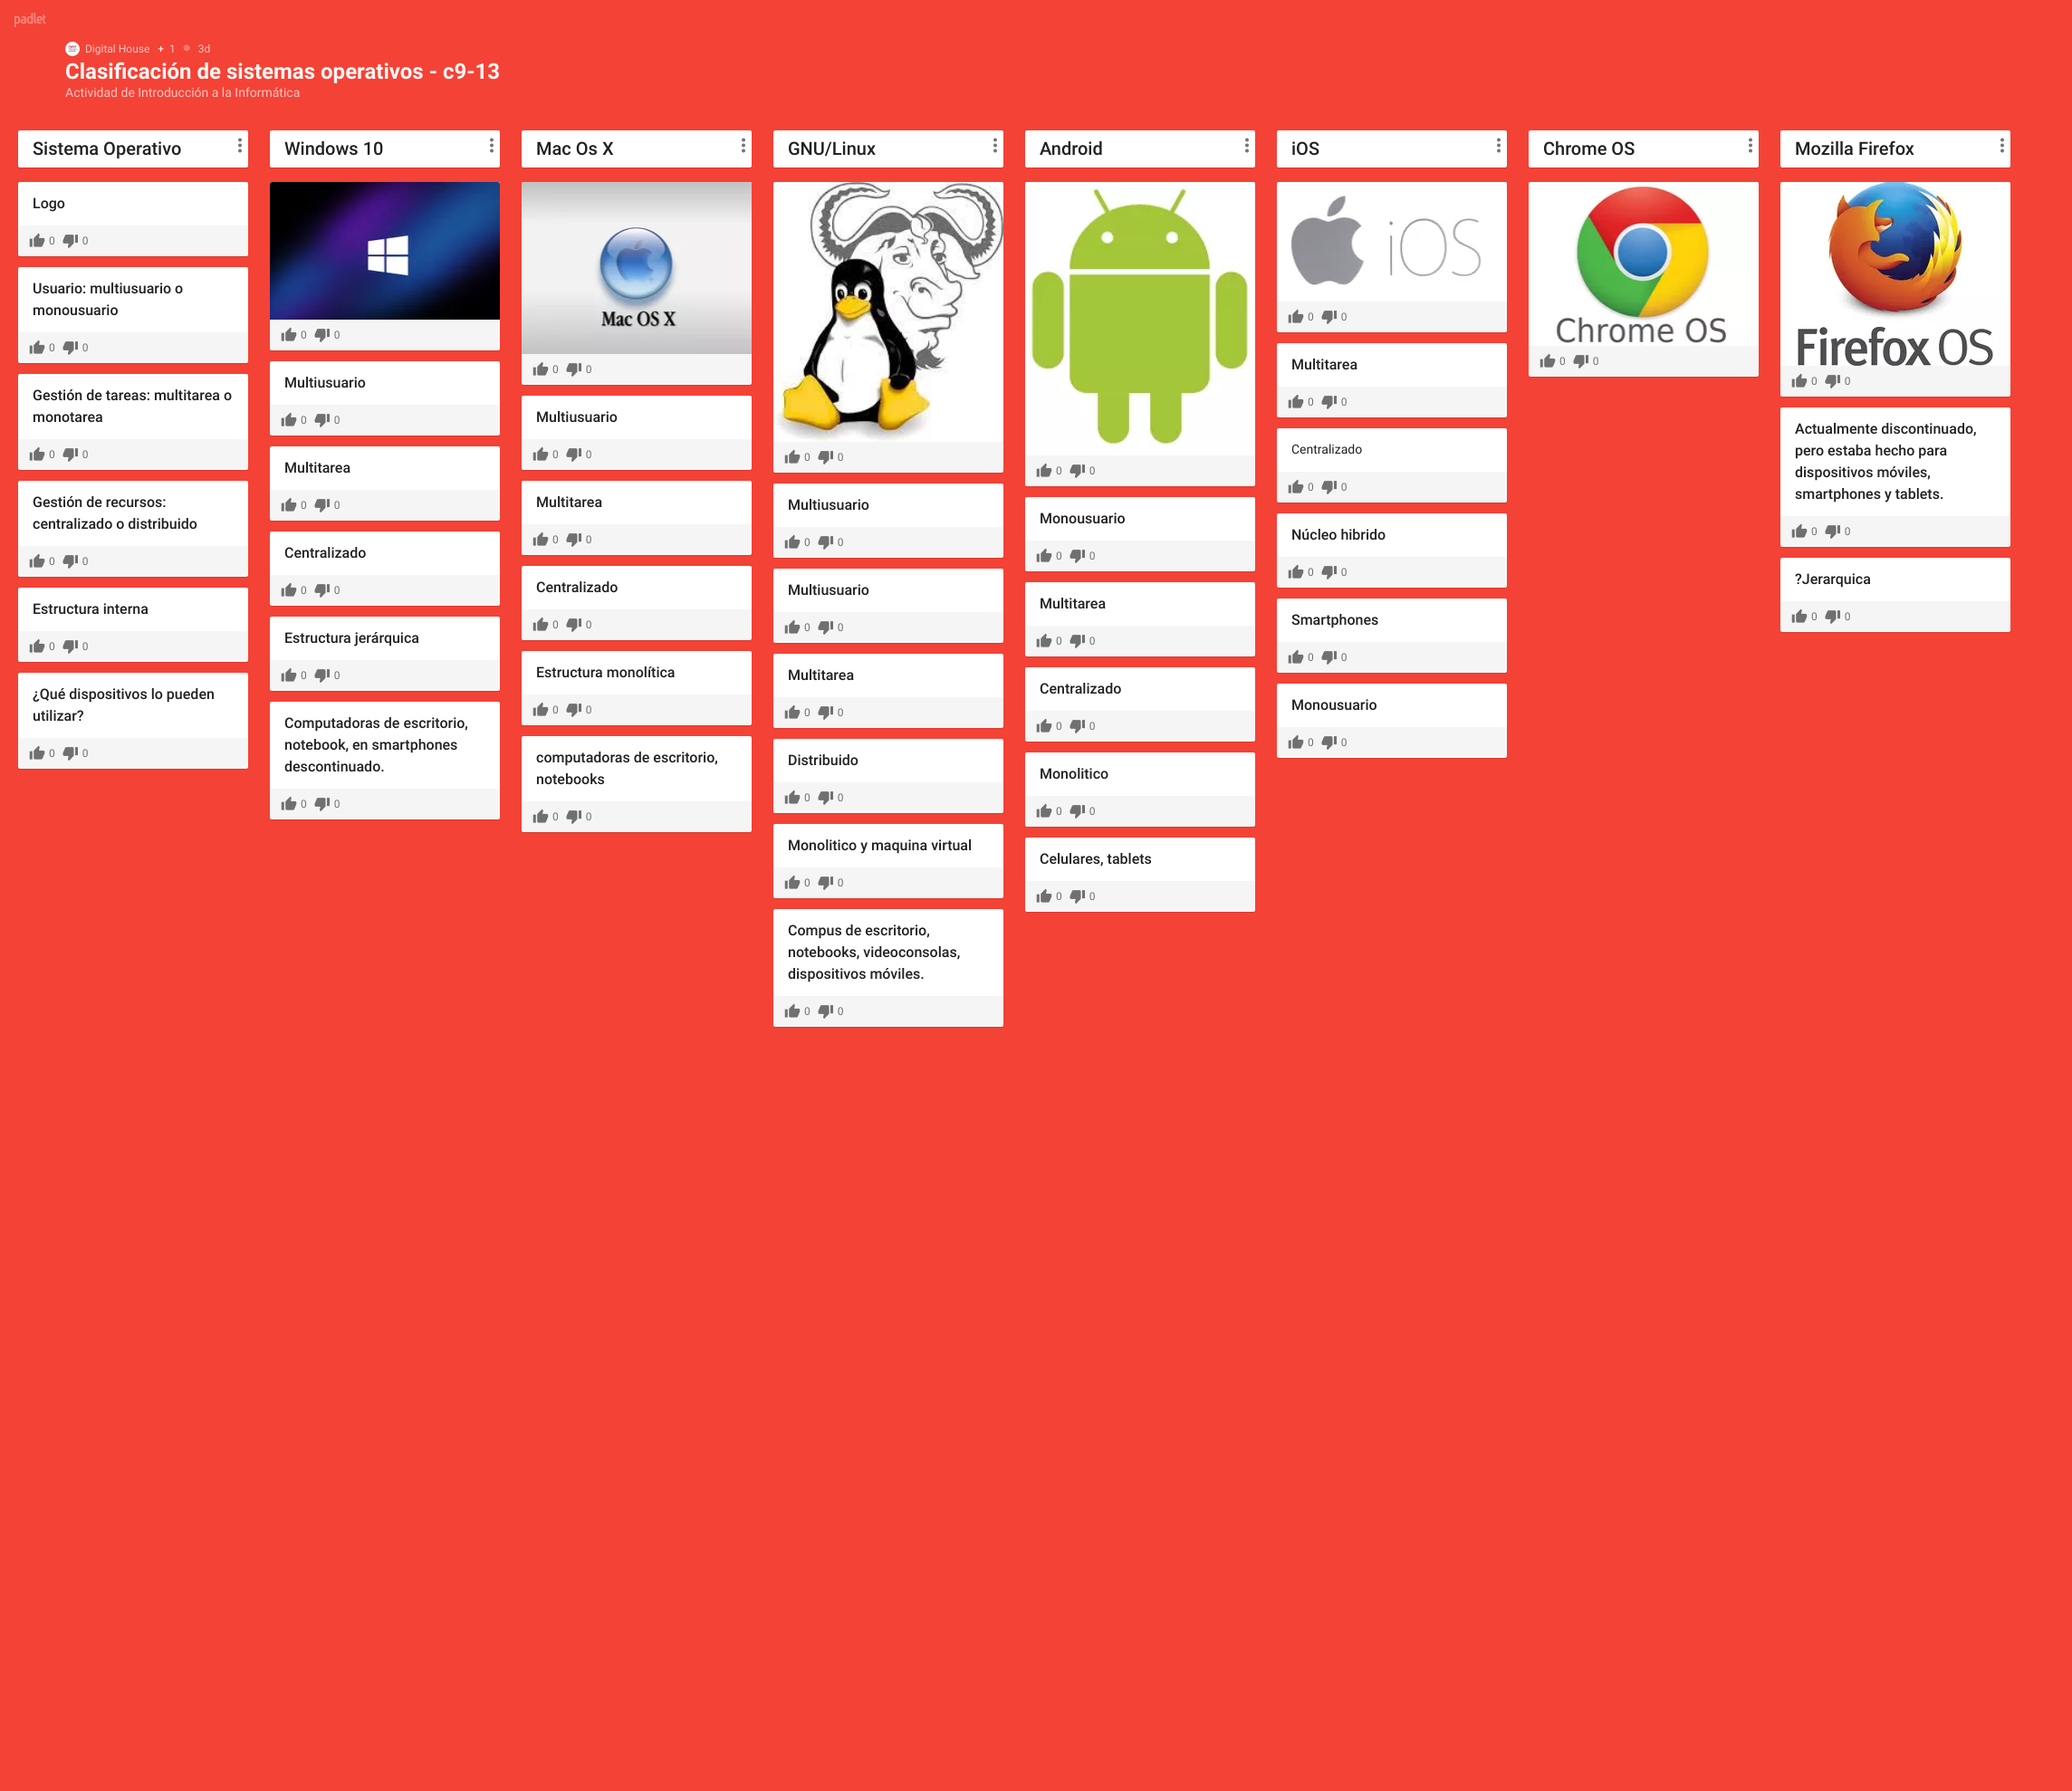 padlet
Digital House + 1 3d
Clasificación de sistemas operativos - c9-13
Actividad de Introducción a la Informática
Sistema Operativo
Logo
0 0
Usuario: multiusuario o
monousuario
0 0
Gestión de tareas: multitarea o
monotarea
0 0
Gestión de recursos:
centralizado o distribuido
0 0
Estructura interna
0 0
¿Qué dispositivos lo pueden
utilizar?
0 0
Windows 10
0 0
Multiusuario
0 0
Multitarea
0 0
Centralizado
0 0
Estructura jerárquica
0 0
Computadoras de escritorio,
notebook, en smartphones
descontinuado.
0 0
Mac Os X
Mac OS X
0 0
Multiusuario
0 0
Multitarea
0 0
Centralizado
0 0
Estructura monolítica
0 0
computadoras de escritorio,
notebooks
0 0
GNU/Linux
0 0
Multiusuario
0 0
Multiusuario
0 0
Multitarea
0 0
Distribuido
0 0
Monolitico y maquina virtual
0 0
Compus de escritorio,
notebooks, videoconsolas,
dispositivos móviles.
0 0
Android
0 0
Monousuario
0 0
Multitarea
0 0
Centralizado
0 0
Monolitico
0 0
Celulares, tablets
0 0
iOS
iOS
0 0
Multitarea
0 0
Centralizado
0 0
Núcleo hibrido
0 0
Smartphones
0 0
Monousuario
0 0
Chrome OS
Chrome OS
0 0
Mozilla Firefox
Firefox OS
0 0
Actualmente discontinuado,
pero estaba hecho para
dispositivos móviles,
smartphones y tablets.
0 0
?Jerarquica
0 0